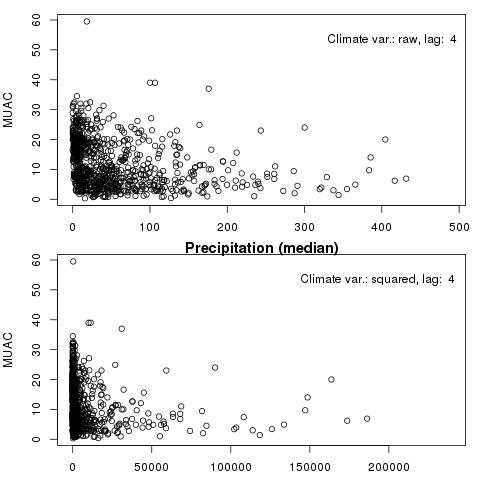 60
50
40
30
20
10
0
MUAC
Climate var.: raw, lag: 4
0 100 200 300 400 500
Precipitation (median)
60
50
40
30
20
10
0
MUAC
Climate var.: squared, lag: 4
0 50000 100000 150000 200000